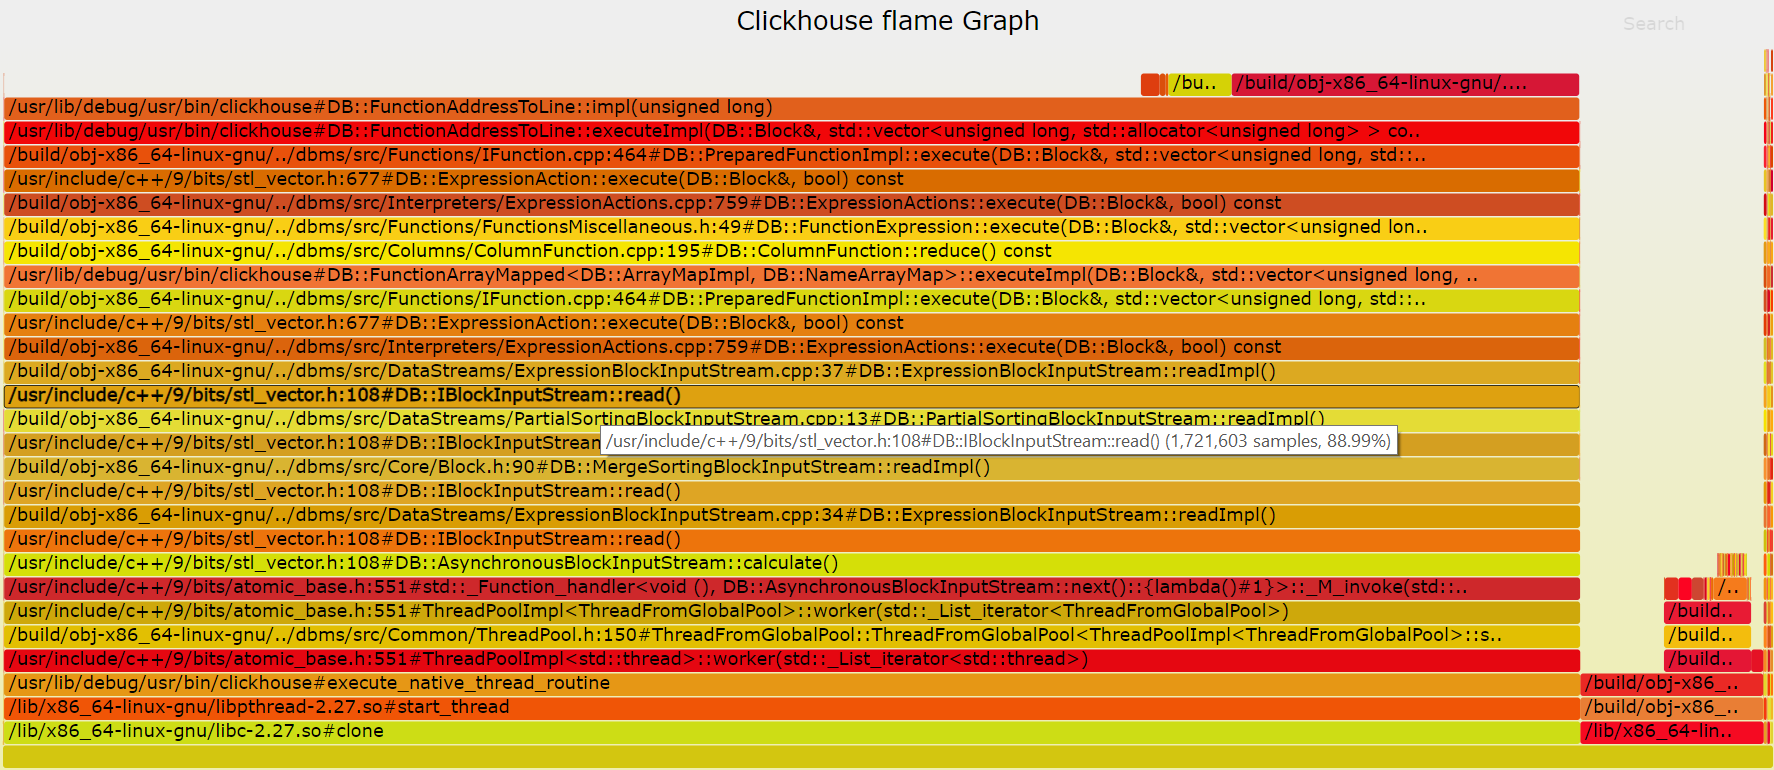 Clickhouse flame Graph
Search
/bu.. /build/obj-x86_64-linux-gnu/....
/usr/lib/debug/usr/bin/clickhouse#DB::FunctionAddressToLine::impl(unsigned long)
/usr/lib/debug/usr/bin/clickhouse#DB::FunctionAddressToLine::executeImpl(DB::Block&, std::vector<unsigned long, std::allocator<unsigned long> > co..
/build/obj-x86_64-linux-gnu/../dbms/src/Functions/IFunction.cpp:464#DB::PreparedFunctionImpl::execute(DB::Block&, std::vector<unsigned long, std::..
/usr/include/c++/9/bits/stl_vector.h:677#DB::ExpressionAction::execute(DB::Block&, bool) const
/build/obj-x86_64-linux-gnu/../dbms/src/Interpreters/ExpressionActions.cpp:759#DB::ExpressionActions::execute(DB::Block&, bool) const
/build/obj-x86_64-linux-gnu/../dbms/src/Functions/FunctionsMiscellaneous.h:49#DB::FunctionExpression::execute(DB::Block&, std::vector<unsigned lon..
/build/obj-x86_64-linux-gnu/../dbms/src/Columns/ColumnFunction.cpp:195#DB::ColumnFunction::reduce() const
/usr/lib/debug/usr/bin/clickhouse#DB::FunctionArrayMapped<DB::ArrayMapImpl, DB::NameArrayMap>::executeImpl(DB::Block&, std::vector<unsigned long, ..
/build/obj-x86_64-linux-gnu/../dbms/src/Functions/IFunction.cpp:464#DB::PreparedFunctionImpl::execute(DB::Block&, std::vector<unsigned long, std::..
/usr/include/c++/9/bits/stl_vector.h:677#DB::ExpressionAction::execute(DB::Block&, bool) const
/build/obj-x86_64-linux-gnu/../dbms/src/Interpreters/ExpressionActions.cpp:759#DB::ExpressionActions::execute(DB::Block&, bool) const
/build/obj-x86_64-linux-gnu/../dbms/src/DataStreams/ExpressionBlockInputStream.cpp:37#DB::ExpressionBlockInputStream::readImpl()
/usr/include/c++/9/bits/stl_vector.h:108#DB::IBlockInputStream::read()
/build/obj-x86_64-linux-gnu/../dbms/src/DataStreams/PartialSortingBlockInputStream.cpp:13#DB::PartialSortingBlockInputStream::readImpl()
/usr/include/c++/9/bits/stl_vector.h:108#DB::IBlockInputStream
/usr/include/c++/9/bits/stl_vector.h:108#DB::IBlockInputStream::read() (1,721,603 samples, 88.99%)
/build/obj-x86_64-linux-gnu/../dbms/src/Core/Block.h:90#DB::MergeSortingBlockInputStream::readImpl()
/usr/include/c++/9/bits/stl_vector.h:108#DB::IBlockInputStream::read()
/build/obj-x86_64-linux-gnu/../dbms/src/DataStreams/ExpressionBlockInputStream.cpp:34#DB::ExpressionBlockInputStream::readImpl()
/usr/include/c++/9/bits/stl_vector.h:108#DB::IBlockInputStream::read()
/usr/include/c++/9/bits/stl_vector.h:108#DB::AsynchronousBlockInputStream::calculate()
/usr/include/c++/9/bits/atomic_base.h:551#std::_Function_handler<void (), DB::AsynchronousBlockInputStream::next()::{lambda()#1}>::_M_invoke(std::.. /..
/usr/include/c++/9/bits/atomic_base.h:551#ThreadPoolImpl<ThreadFromGlobalPool>::worker(std::_List_iterator<ThreadFromGlobalPool>) /build..
/build/obj-x86_64-linux-gnu/../dbms/src/Common/ThreadPool.h:150#ThreadFromGlobalPool::ThreadFromGlobalPool<ThreadPoolImpl<ThreadFromGlobalPool>::s.. /build..
/usr/include/c++/9/bits/atomic_base.h:551#ThreadPoolImpl<std::thread>::worker(std::_List_iterator<std::thread>) /build..
/usr/lib/debug/usr/bin/clickhouse#execute_native_thread_routine /build/obj-x86_..
/lib/x86_64-linux-gnu/libpthread-2.27.so#start_thread /build/obj-x86_..
/lib/x86_64-linux-gnu/libc-2.27.so#clone /lib/x86_64-lin..